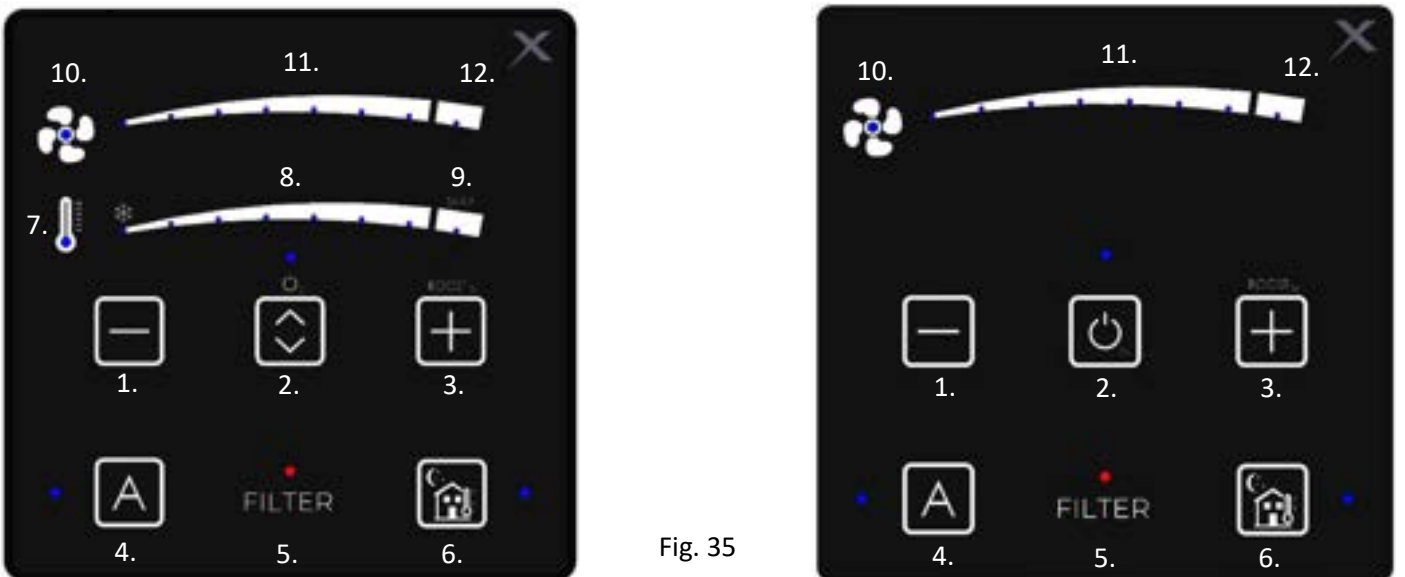 10. 11. 12.
10. 11. 12.
8. 9.
7.
1. 2. 3.
1. 2. 3.
A FILTER
A FILTER
Fig. 35
4. 5. 6.
4. 5. 6.